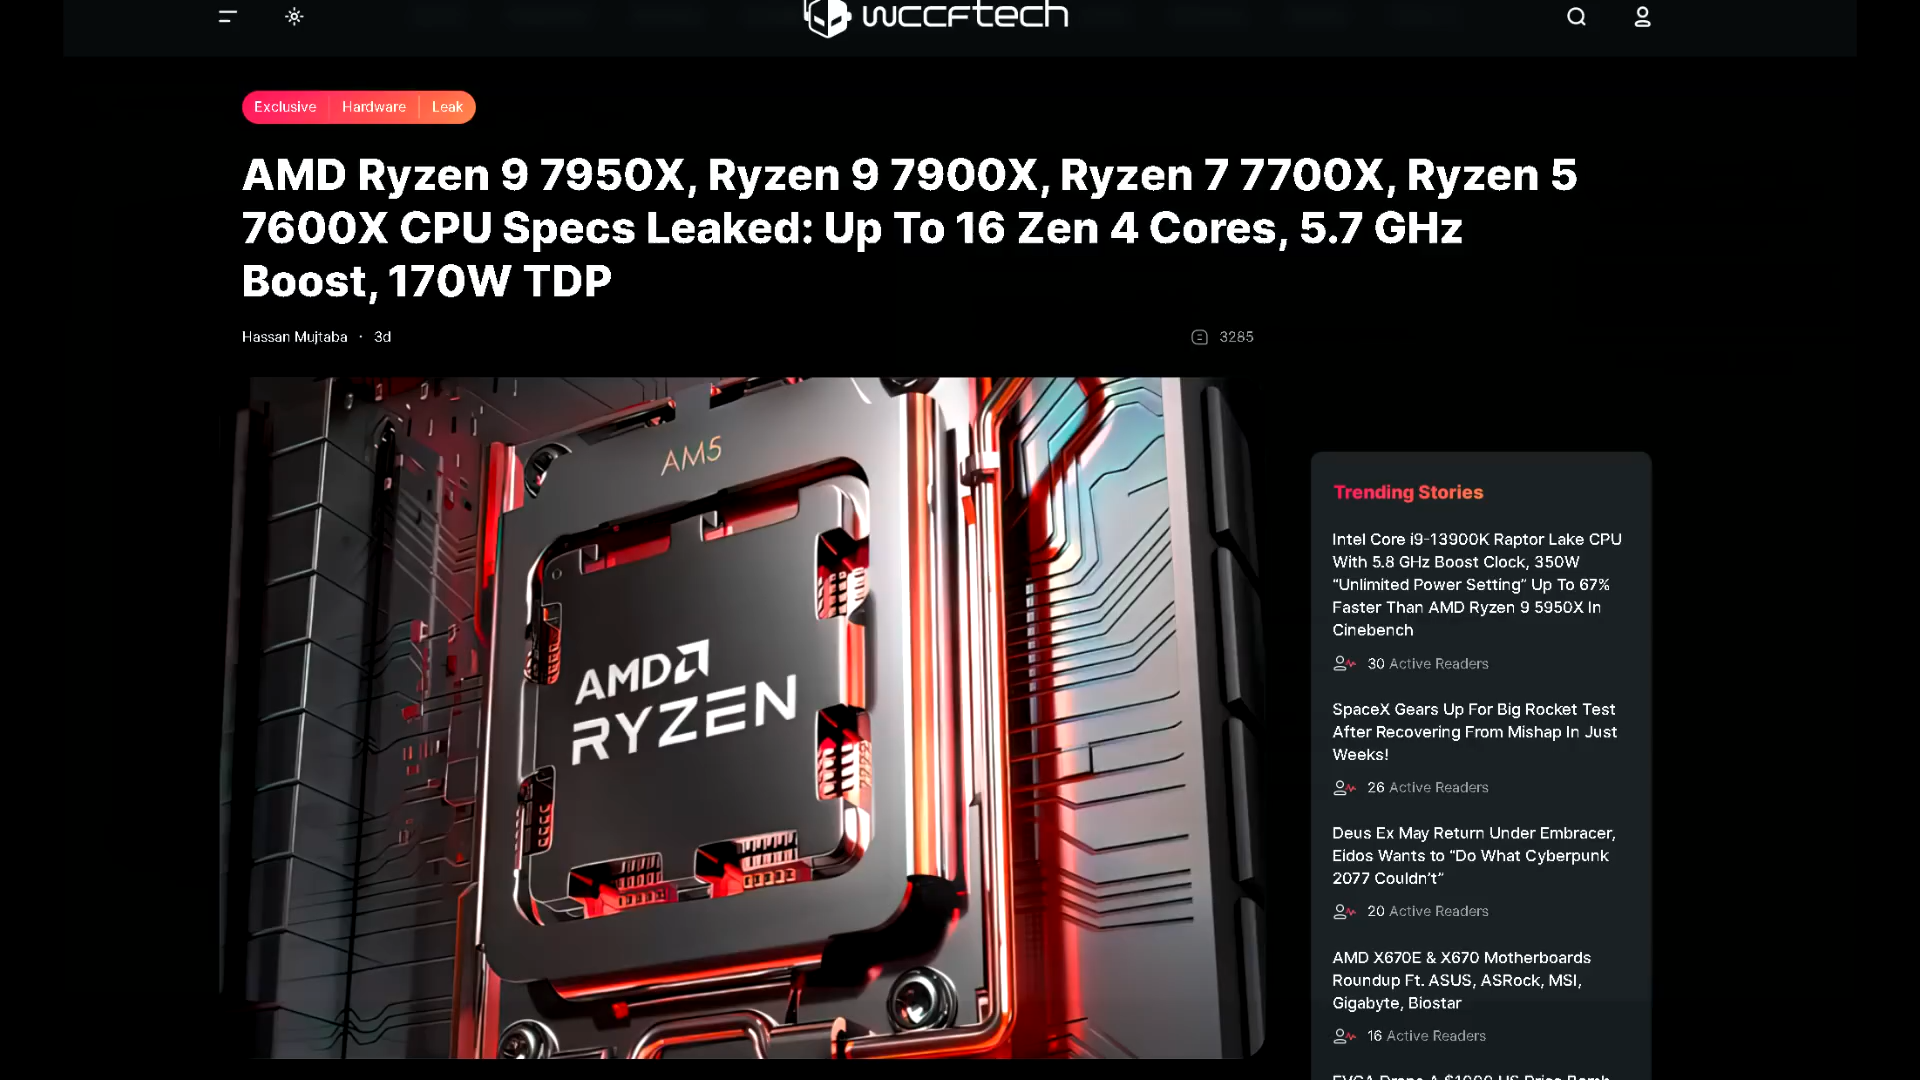 wccftech
Exclusive Hardware Leak
AMD Ryzen 9 7950X, Ryzen 9 7900X, Ryzen 7 7700X, Ryzen 5
7600X CPU Specs Leaked: Up To 16 Zen 4 Cores, 5.7 GHz
Boost, 170W TDP
Hassan Mujtaba · 3d
3285
AM5
AMD
RYZEN
Trending Stories
Intel Core i9-13900K Raptor Lake CPU
With 5.8 GHz Boost Clock, 350W
“Unlimited Power Setting” Up To 67%
Faster Than AMD Ryzen 9 5950X In
Cinebench
30 Active Readers
SpaceX Gears Up For Big Rocket Test
After Recovering From Mishap In Just
Weeks!
26 Active Readers
Deus Ex May Return Under Embracer,
Eidos Wants to “Do What Cyberpunk
2077 Couldn’t”
20 Active Readers
AMD X670E & X670 Motherboards
Roundup Ft. ASUS, ASRock, MSI,
Gigabyte, Biostar
16 Active Readers